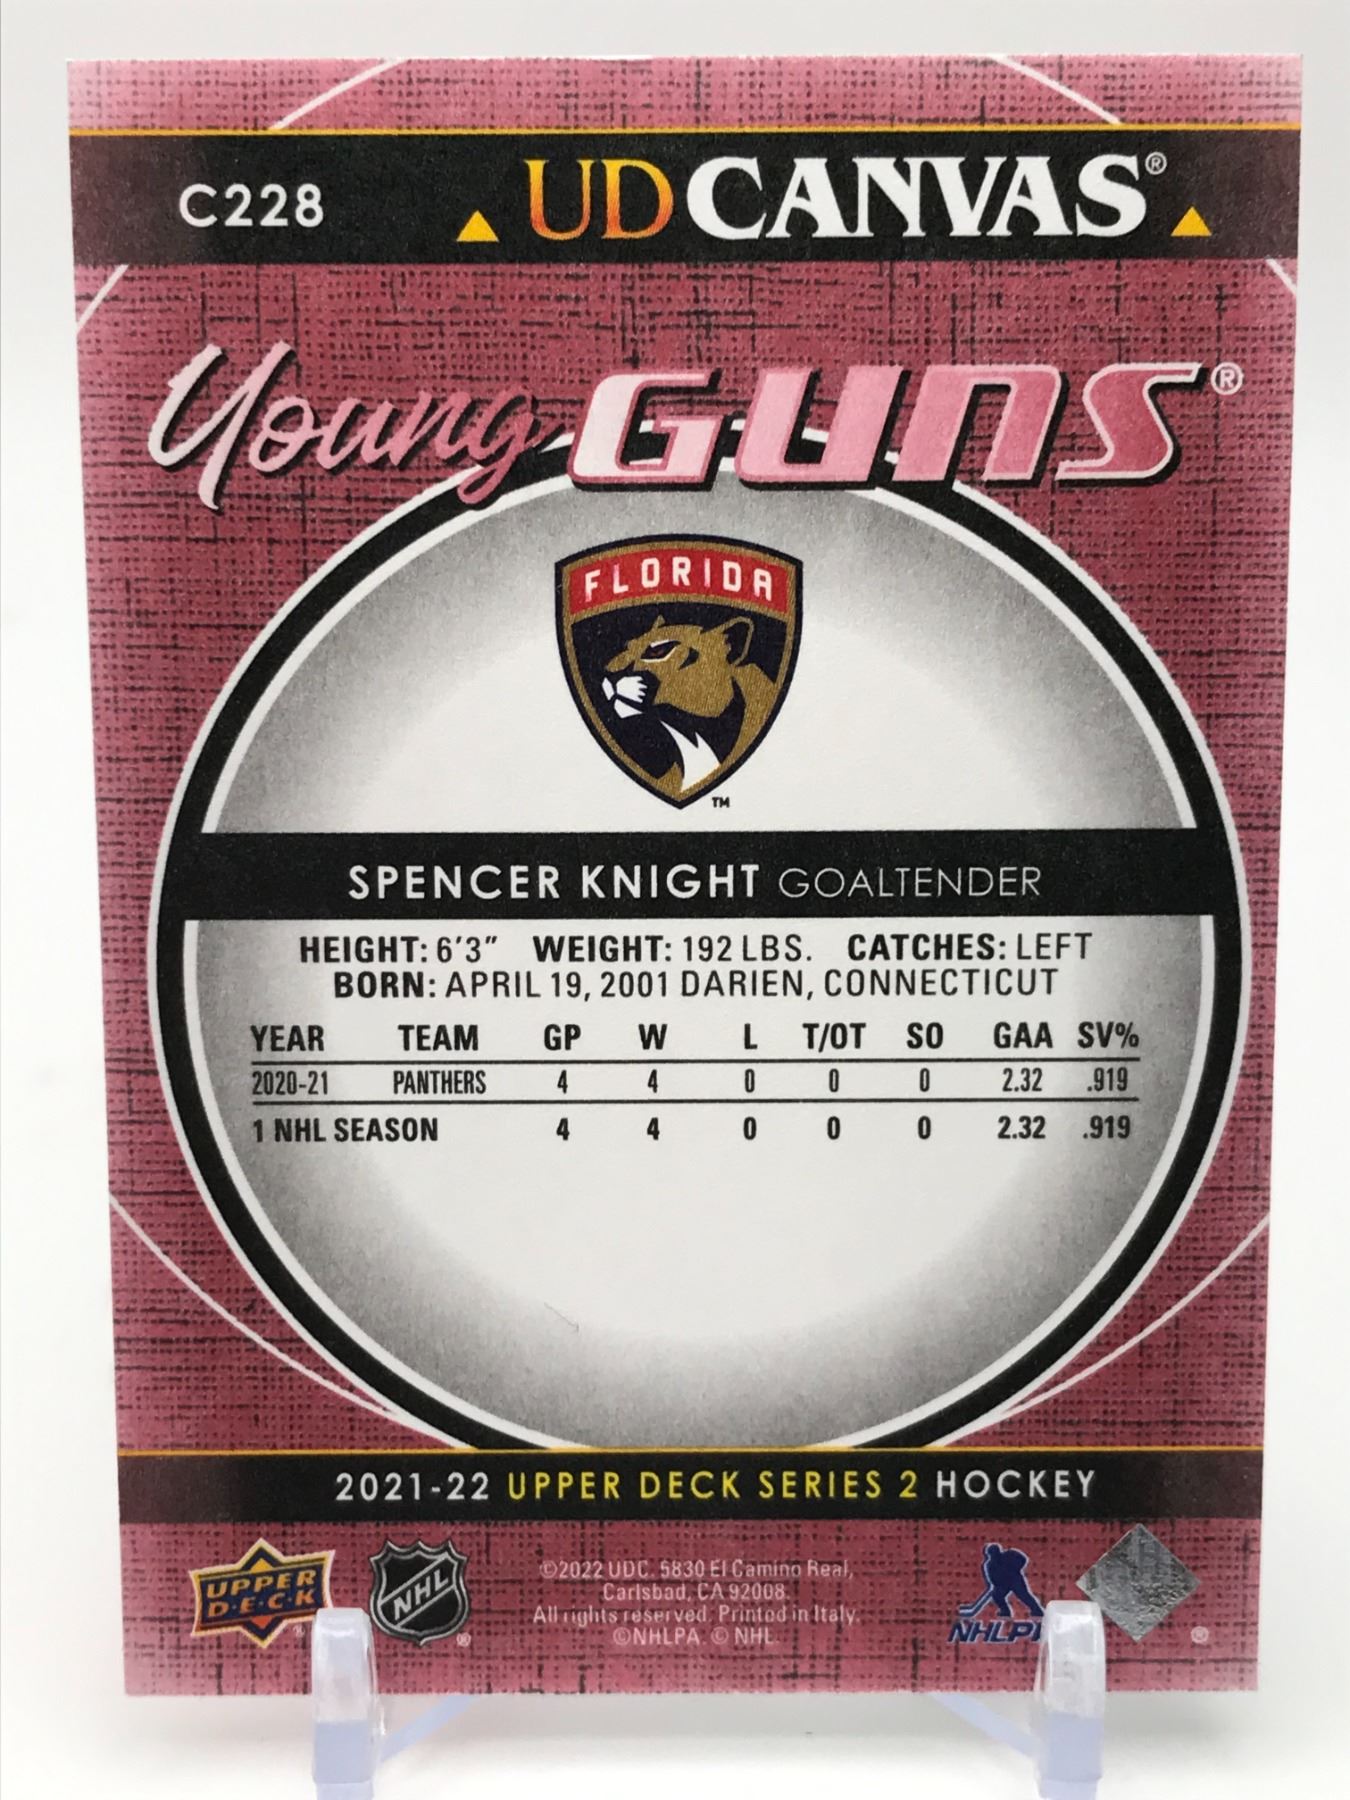 C228 UD CANVAS®
Young GUNS®
FLORIDA
TM
SPENCER KNIGHT GOALTENDER
HEIGHT: 6'3" WEIGHT: 192 LBS. CATCHES: LEFT
BORN: APRIL 19, 2001 DARIEN, CONNECTICUT
YEAR TEAM GP W L T/OT SO GAA SV%
2020-21 PANTHERS 4 4 0 0 0 2.32 .919
1 NHL SEASON 4 4 0 0 0 2.32 .919
2021-22 UPPER DECK SERIES 2 HOCKEY
UPPER
D·E·C·K ®
NHL ®
©2022 UDC. 5830 El Camino Real,
Carlsbad, CA 92008.
All rights reserved. Printed in Italy.
©NHLPA. © NHL.
NHLP
®